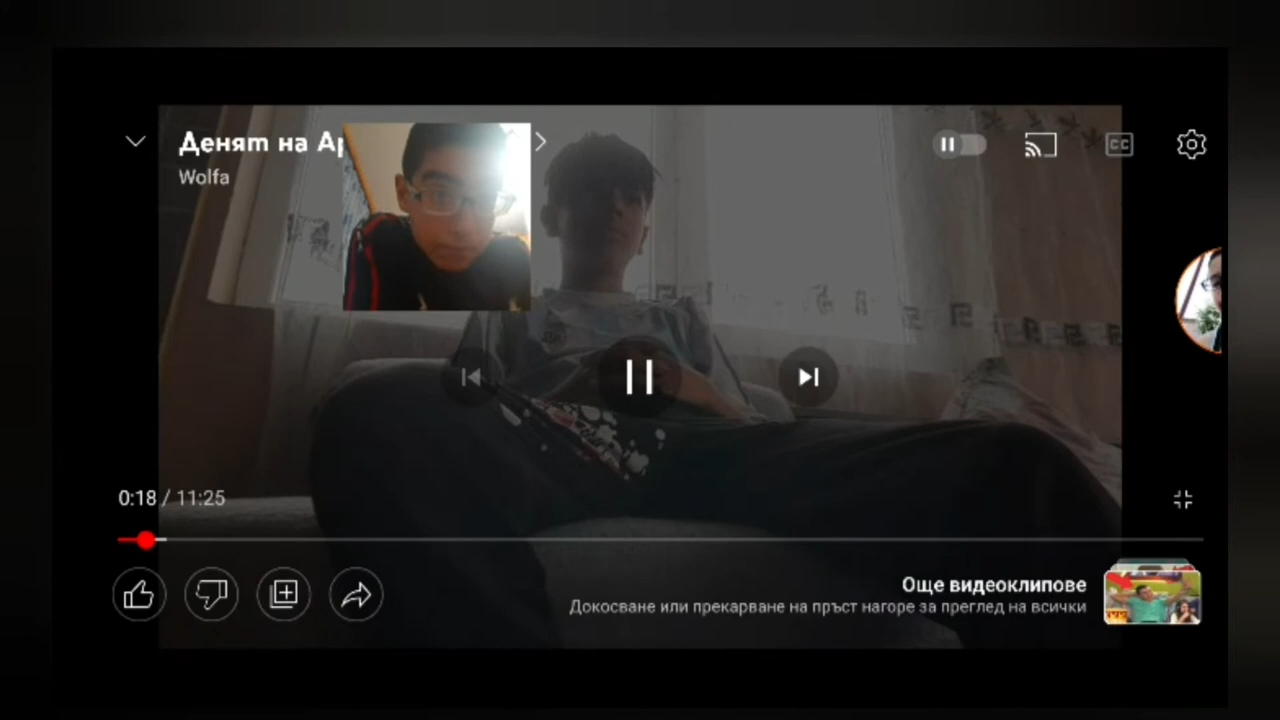 Денят на
Wolfa
CC
0:18 / 11:25
Още видеоклипове
Докосване или прекарване на пръст нагоре за преглед на всички